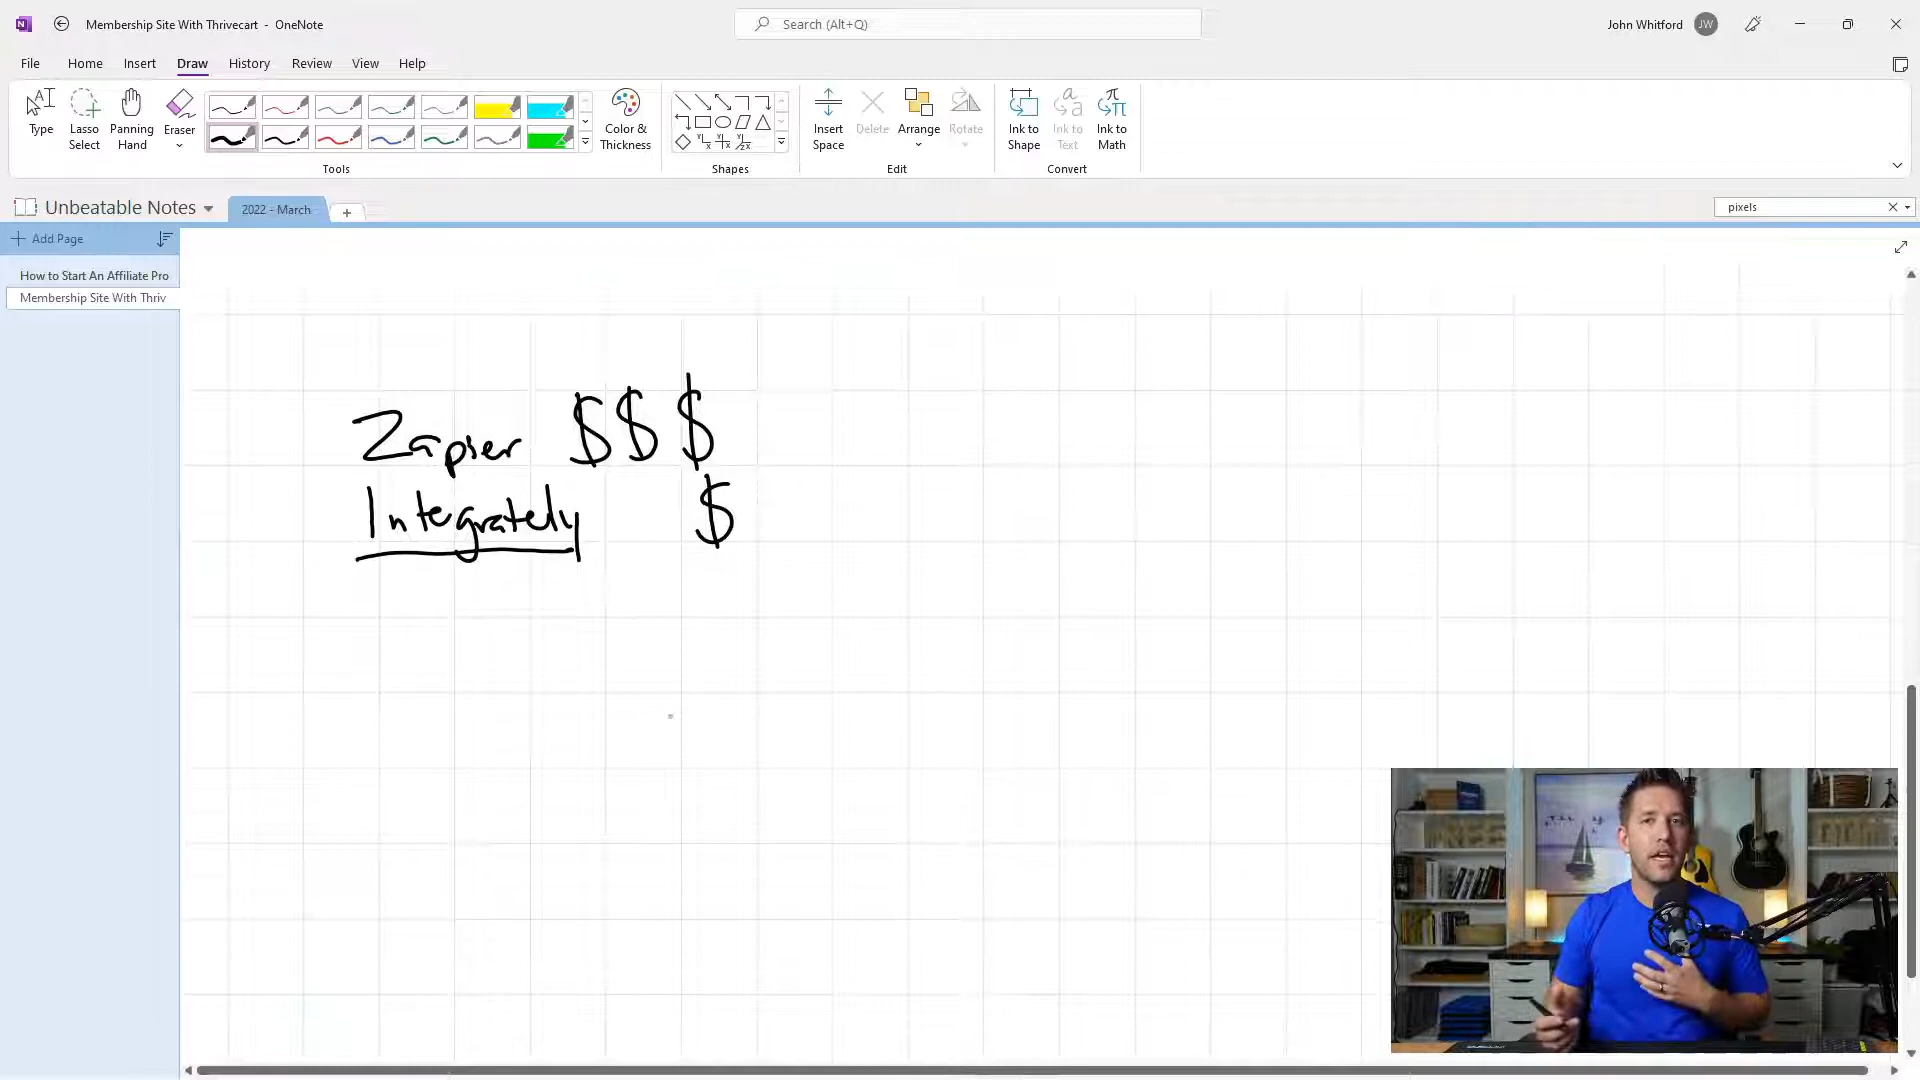 Membership Site With Thrivecart - OneNote
Search (Alt+Q)
John Whitford
JW
File Home Insert Draw History Review View Help
Type
Lasso Select
Panning Hand
Eraser
Color & Thickness
Insert Space
Delete
Arrange
Rotate
Ink to Shape
Ink to Text
Ink to Math
Tools Shapes Edit Convert
Unbeatable Notes
2022 - March
pixels
Add Page
How to Start An Affiliate Pro
Membership Site With Thriv
Zapier $$ $
Integrately $